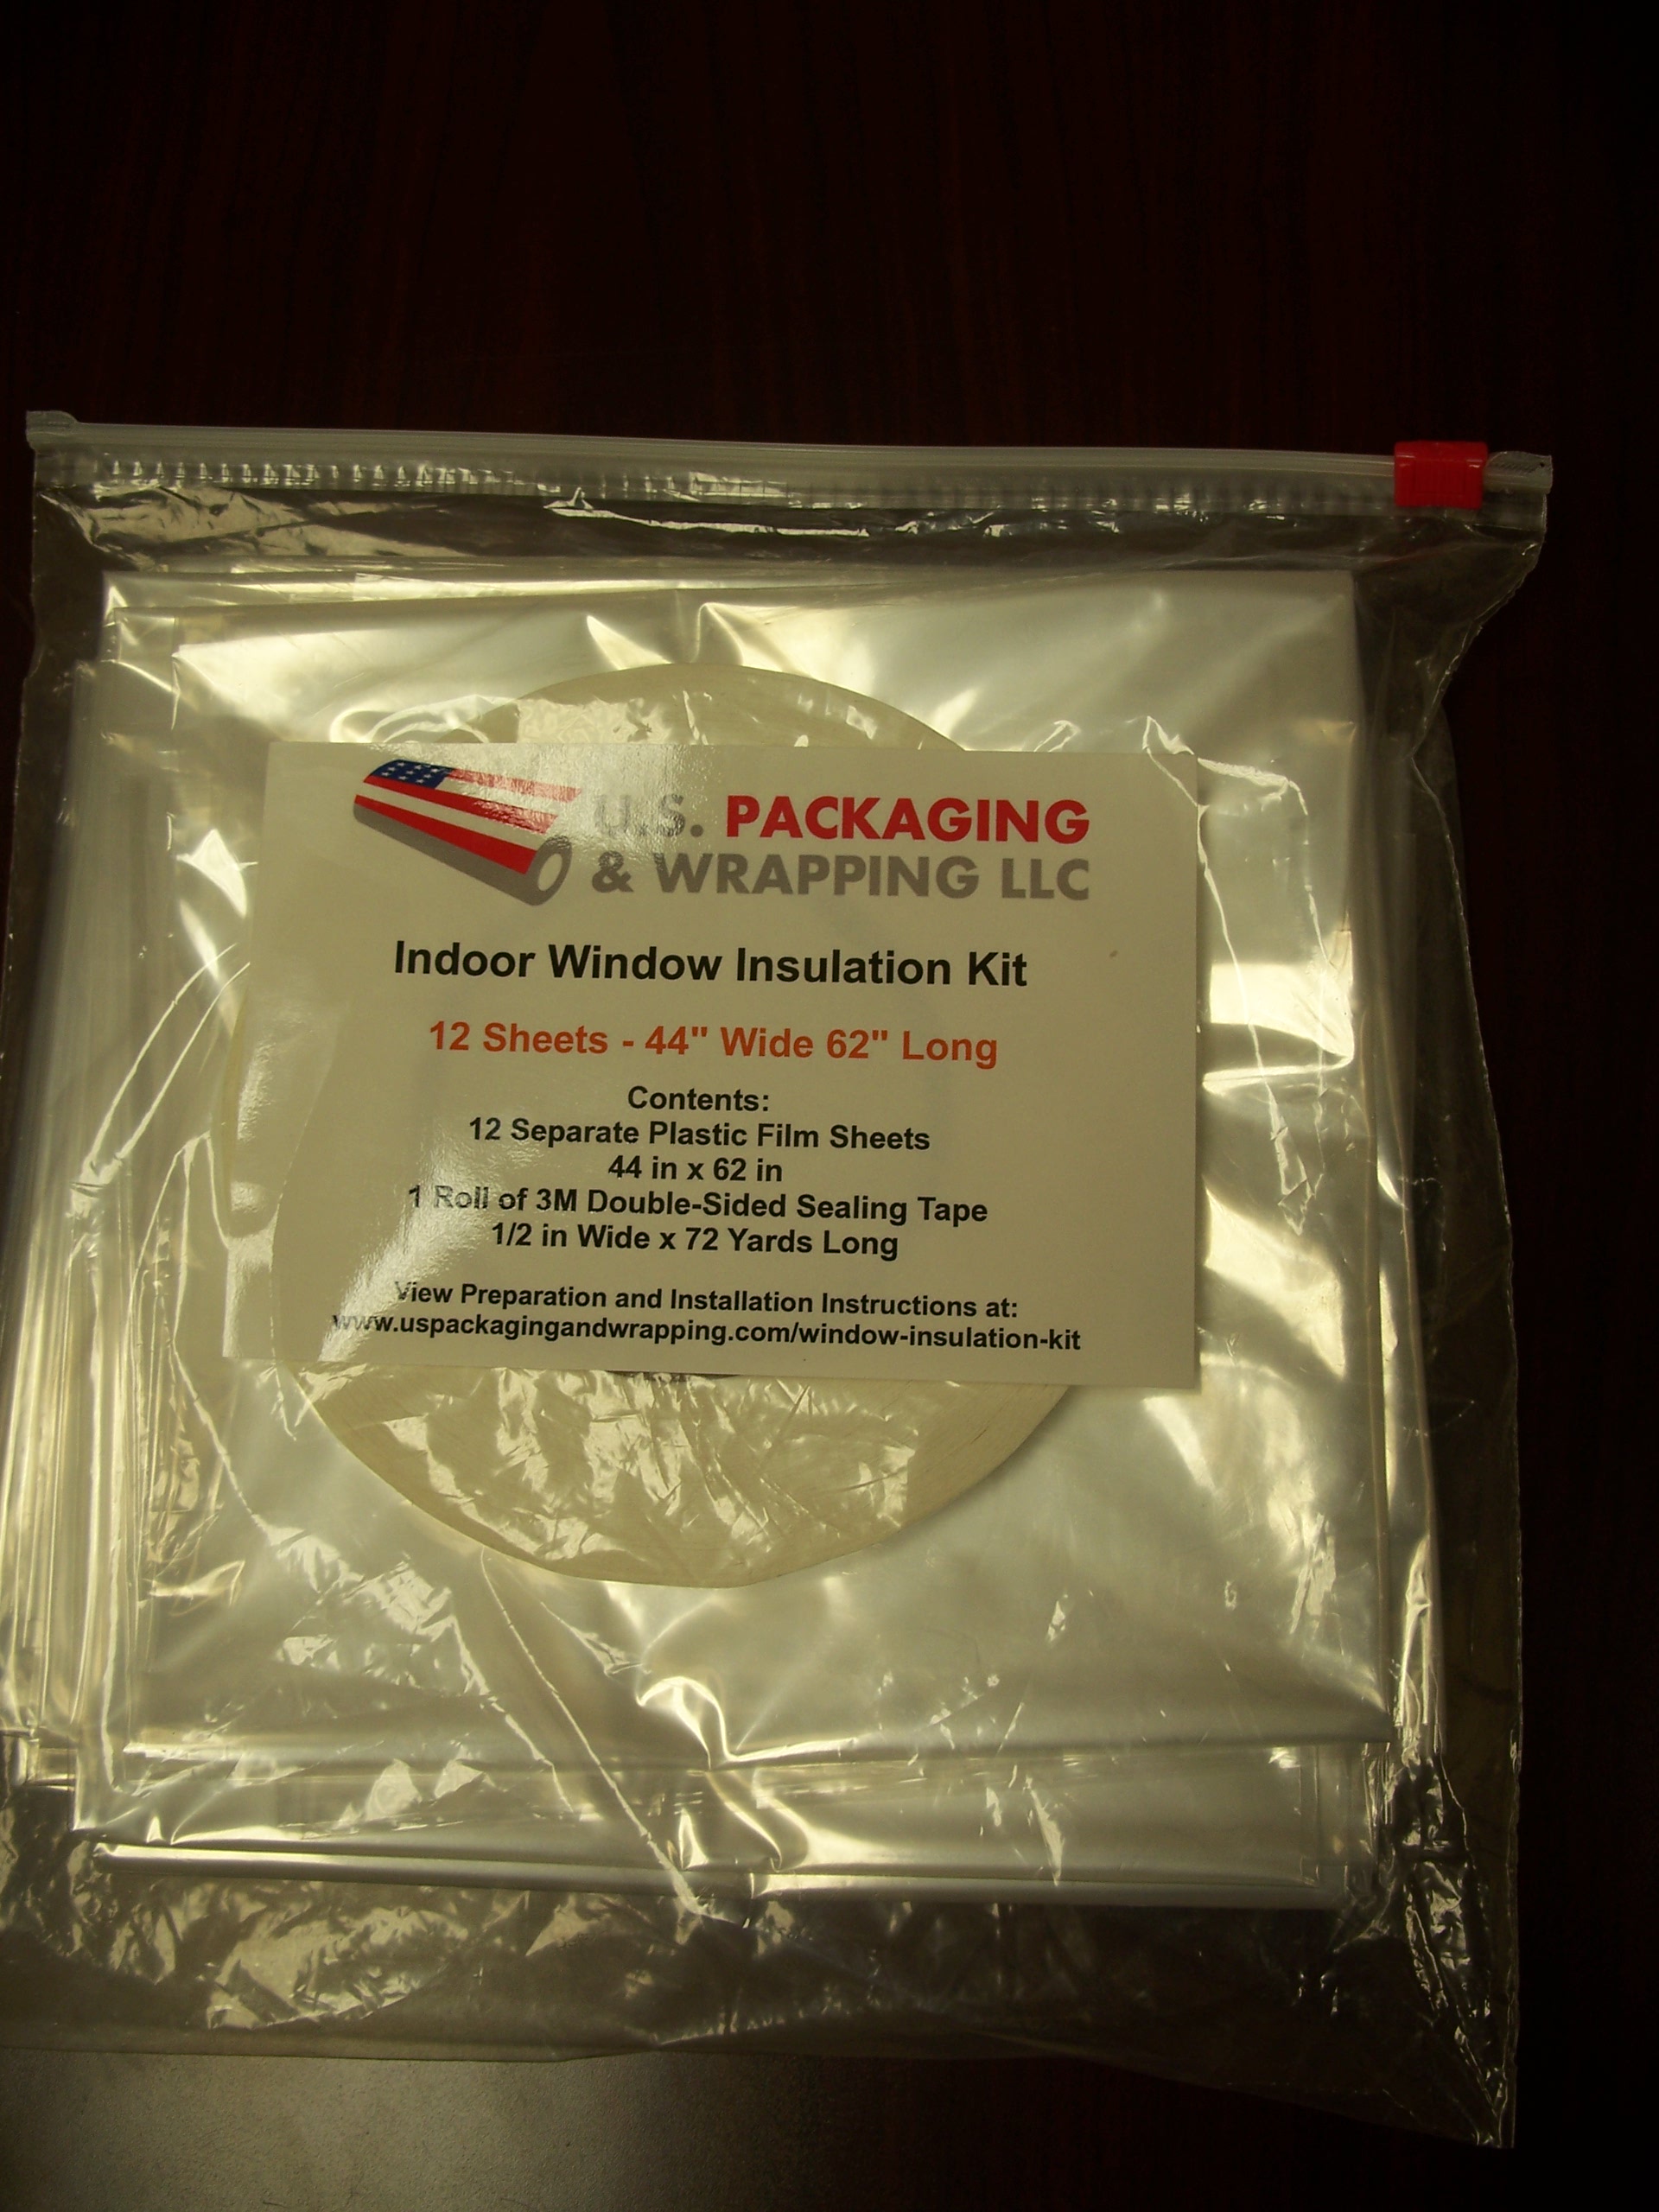 U.S. PACKAGING
& WRAPPING LLC
Indoor Window Insulation Kit
12 Sheets - 44" Wide 62" Long
Contents:
12 Separate Plastic Film Sheets
44 in x 62 in
1 Roll of 3M Double-Sided Sealing Tape
1/2 in Wide x 72 Yards Long
View Preparation and Installation Instructions at:
www.uspackagingandwrapping.com/window-insulation-kit